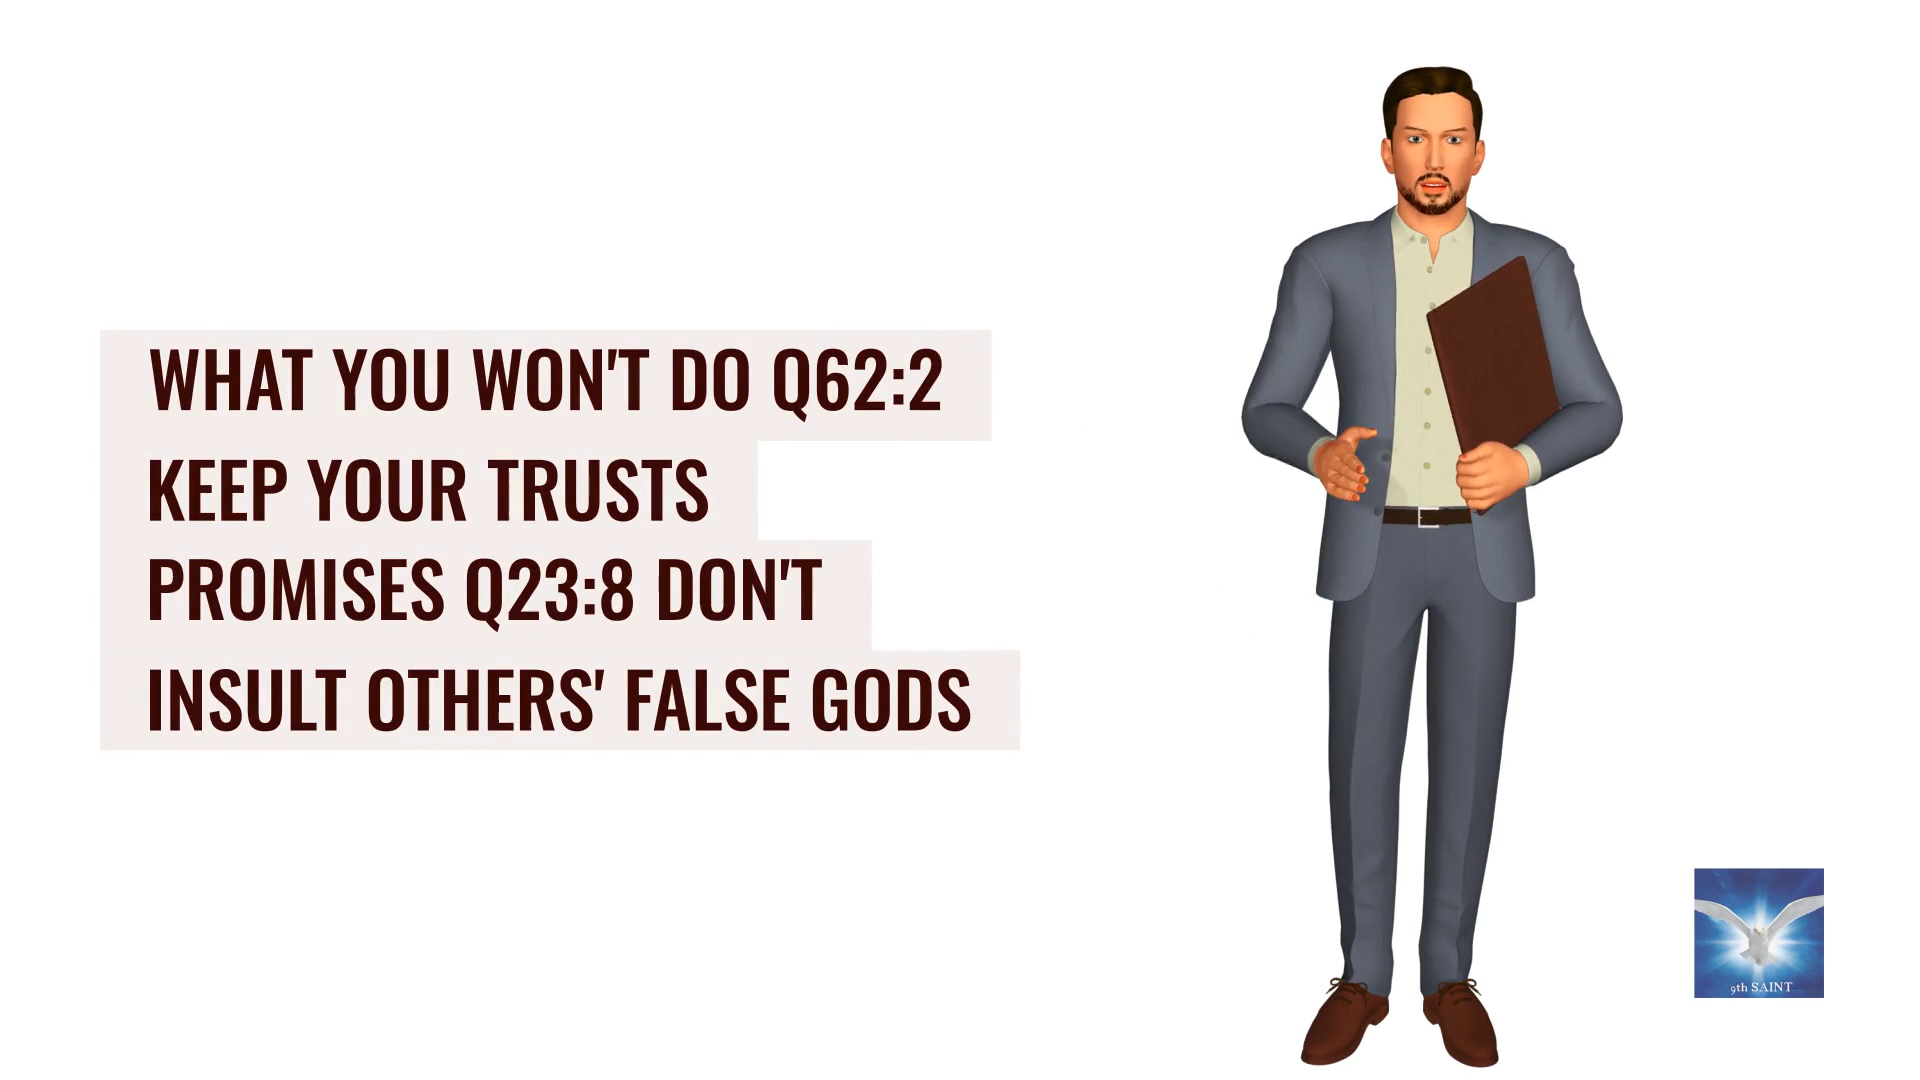 WHAT YOU WON'T DO Q62:2
KEEP YOUR TRUSTS
PROMISES Q23:8 DON'T
INSULT OTHERS' FALSE GODS
9th SAINT